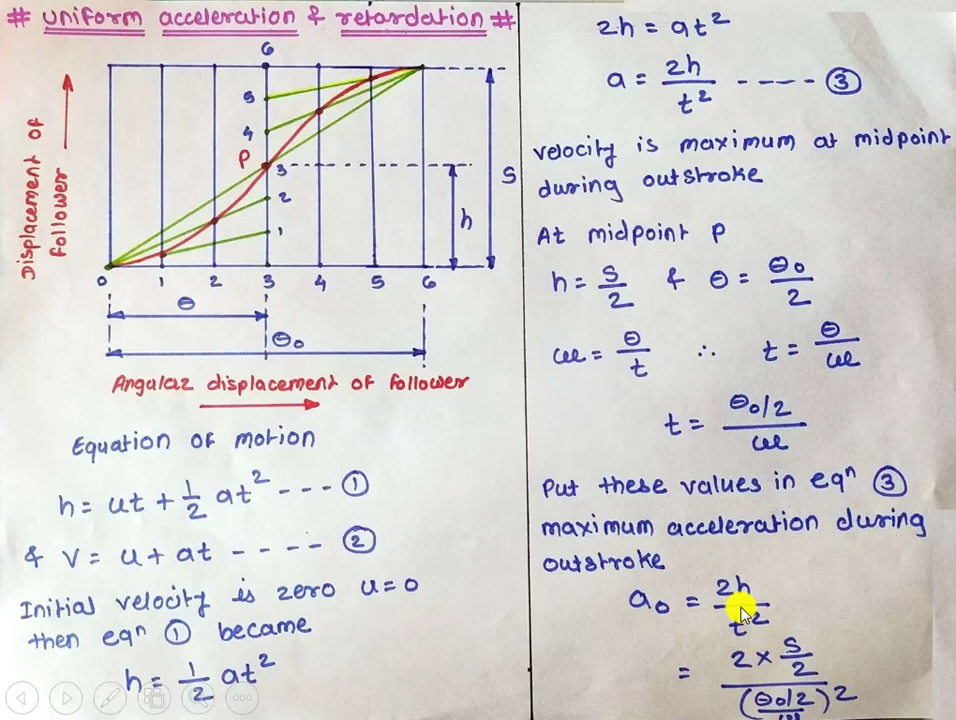 # uniform acceleration & retardation #
Displacement of
follower
6
5
4
P
3
2
1
S
h
0 1 2 3 4 5 6
θ
θ₀
Angular displacement of follower
Equation of motion
h = ut + 1/2 at² --- ①
& v = u + at ---- ②
Initial velocity is zero u=0
then eqⁿ ① became
h = 1/2 at²
2h = at²
a = 2h/t² ---- ③
velocity is maximum at midpoint
during outstroke
At midpoint P
h = S/2 & θ = θ₀/2
ω = θ/t ∴ t = θ/ω
t = (θ₀/2)/ω
Put these values in eqⁿ ③
maximum acceleration during
outstroke
a₀ = 2h/t²
= (2 × S/2)/((θ₀/2)/ω)²